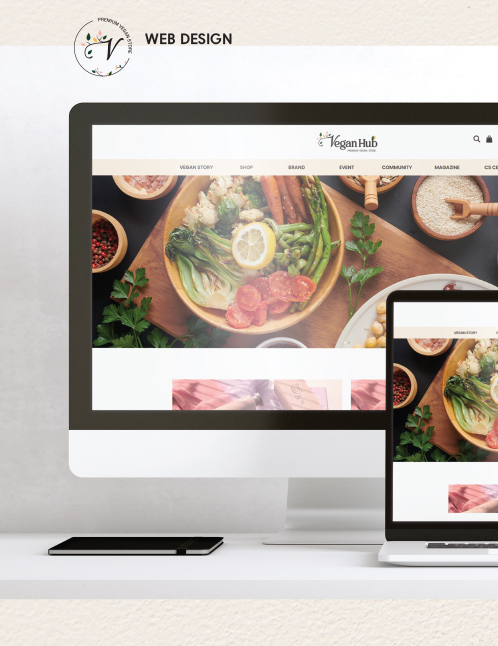 PREMIUM VEGAN STORE
V
WEB DESIGN
Vegan Hub
PREMIUM VEGAN STORE
VEGAN STORY SHOP BRAND EVENT COMMUNITY MAGAZINE CS CE
VEGAN STORY